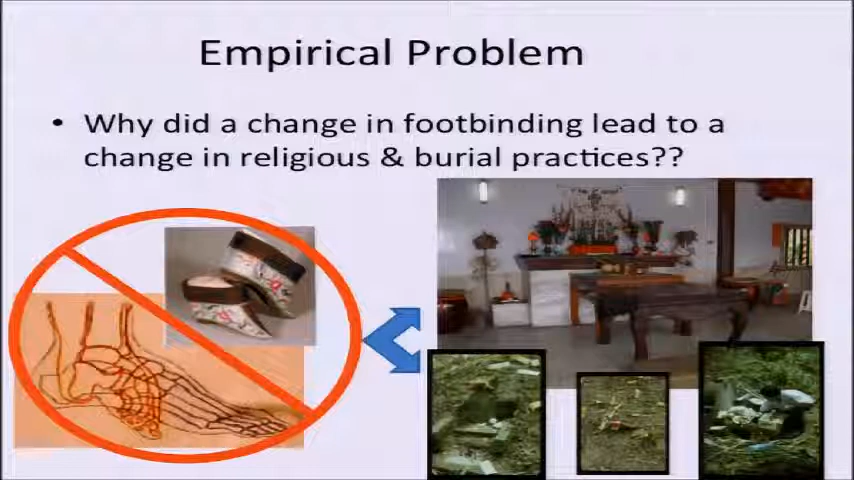 Empirical Problem
• Why did a change in footbinding lead to a
change in religious & burial practices??